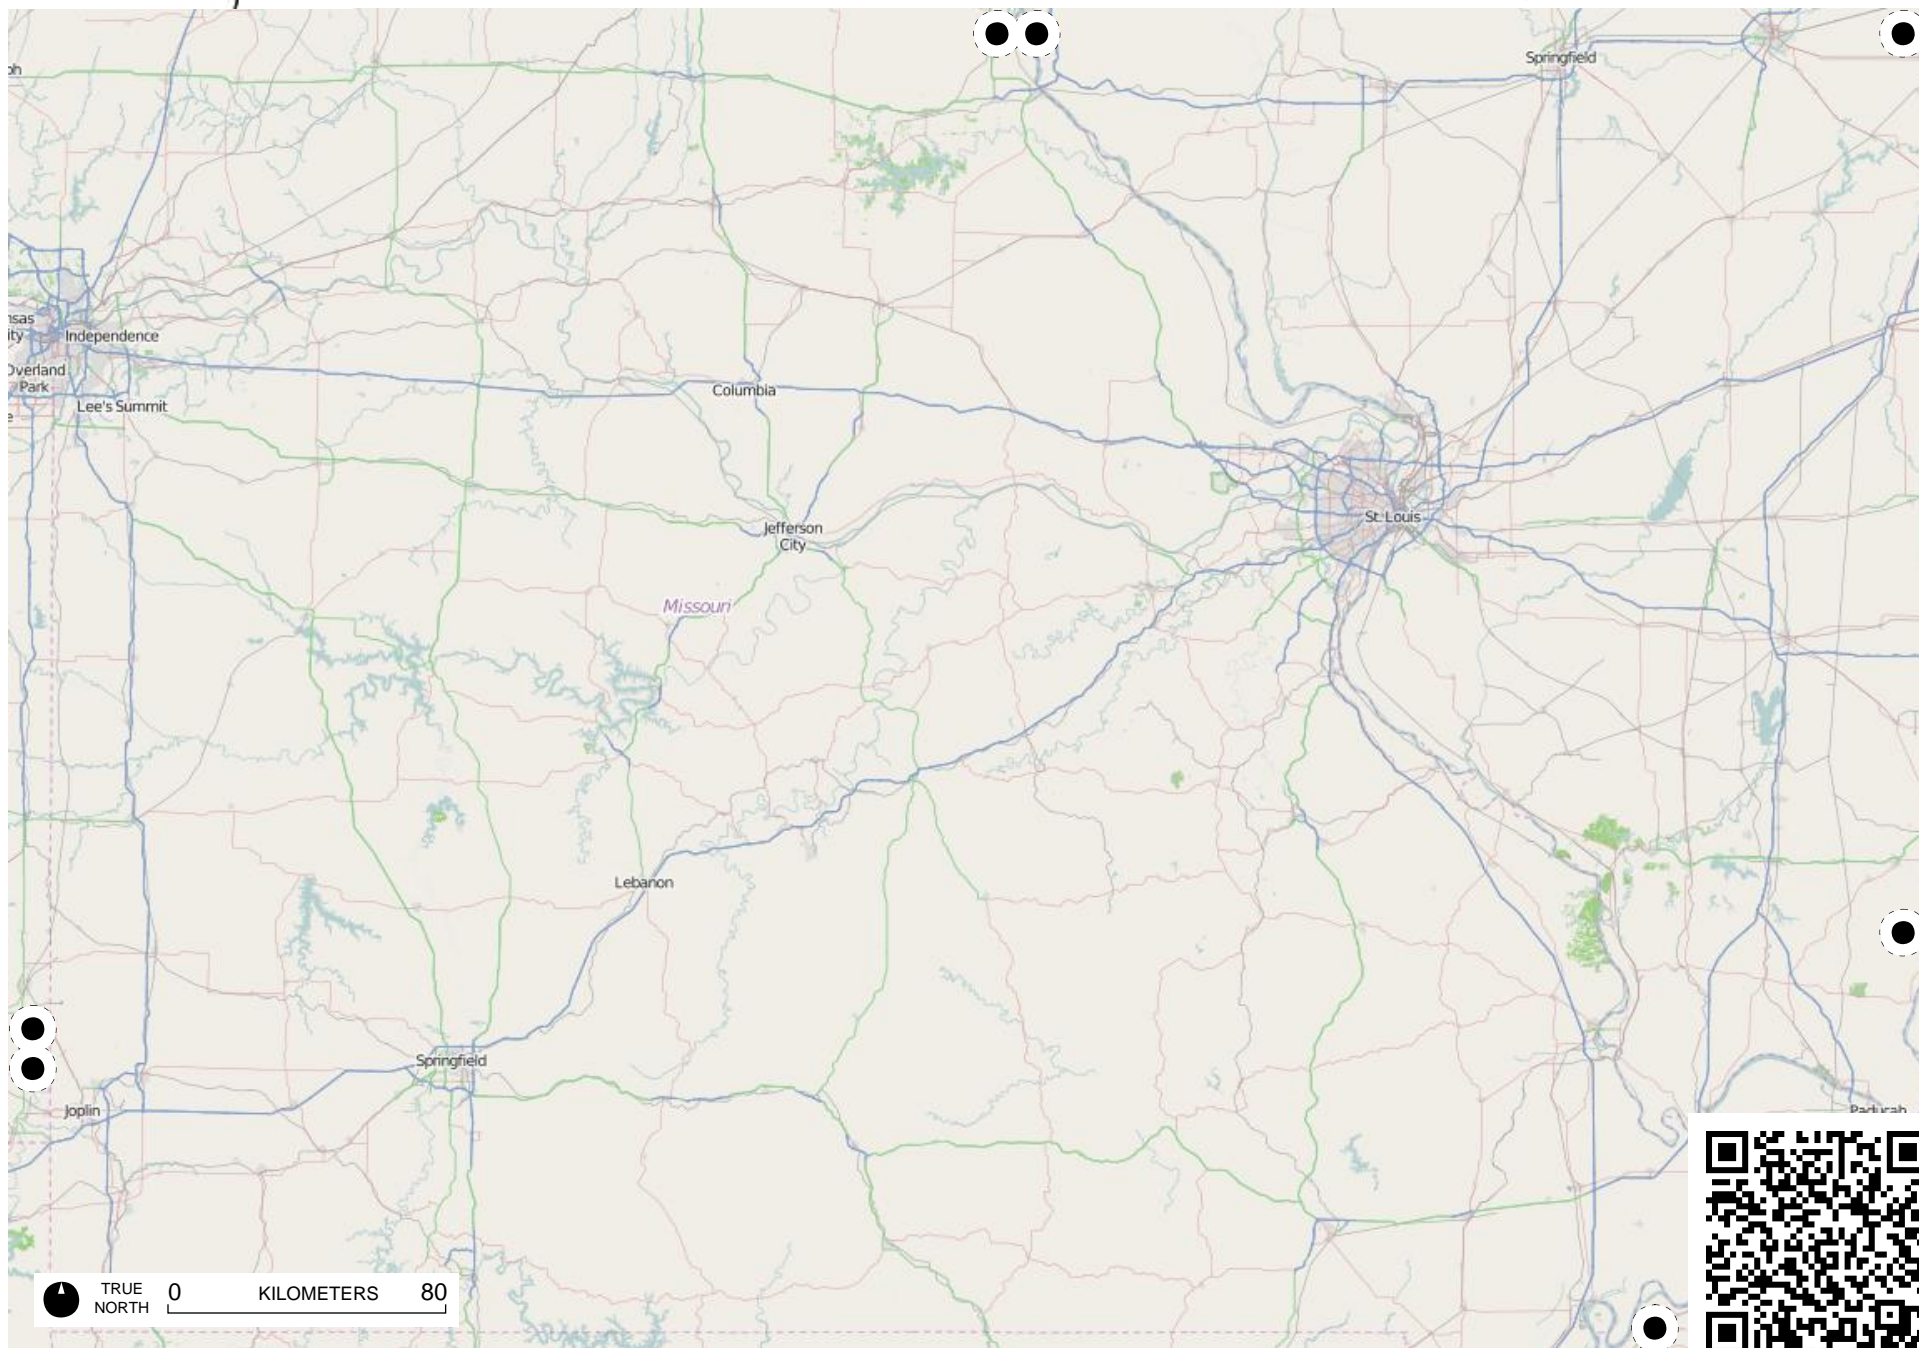 Springfield
Independence
Park
Lee's Summit
Columbia
St. Louis
Jefferson
City
Missouri
Lebanon
Springfield
Joplin
Paducah
TRUE
NORTH
0
KILOMETERS
80